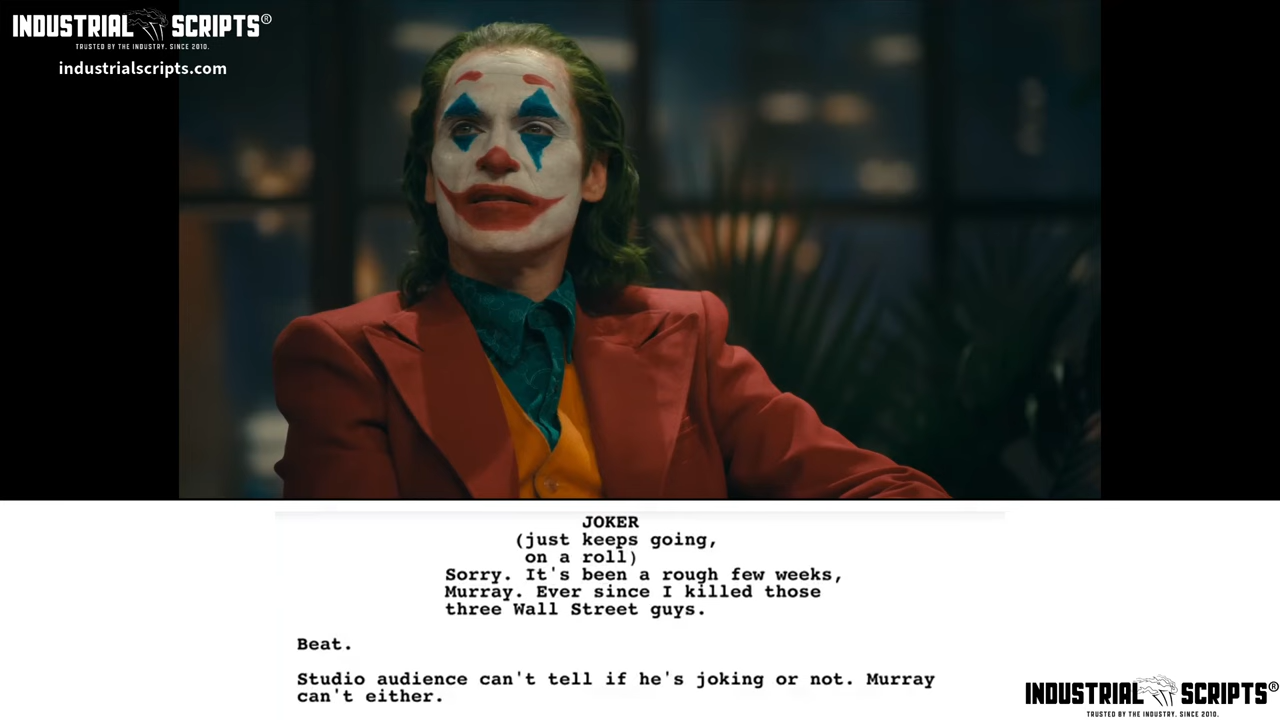 INDUSTRIAL SCRIPTS®
TRUSTED BY THE INDUSTRY. SINCE 2010.
industrialscripts.com
JOKER
(just keeps going,
on a roll)
Sorry. It's been a rough few weeks,
Murray. Ever since I killed those
three Wall Street guys.
Beat.
Studio audience can't tell if he's joking or not. Murray
can't either.
INDUSTRIAL SCRIPTS®
TRUSTED BY THE INDUSTRY. SINCE 2010.